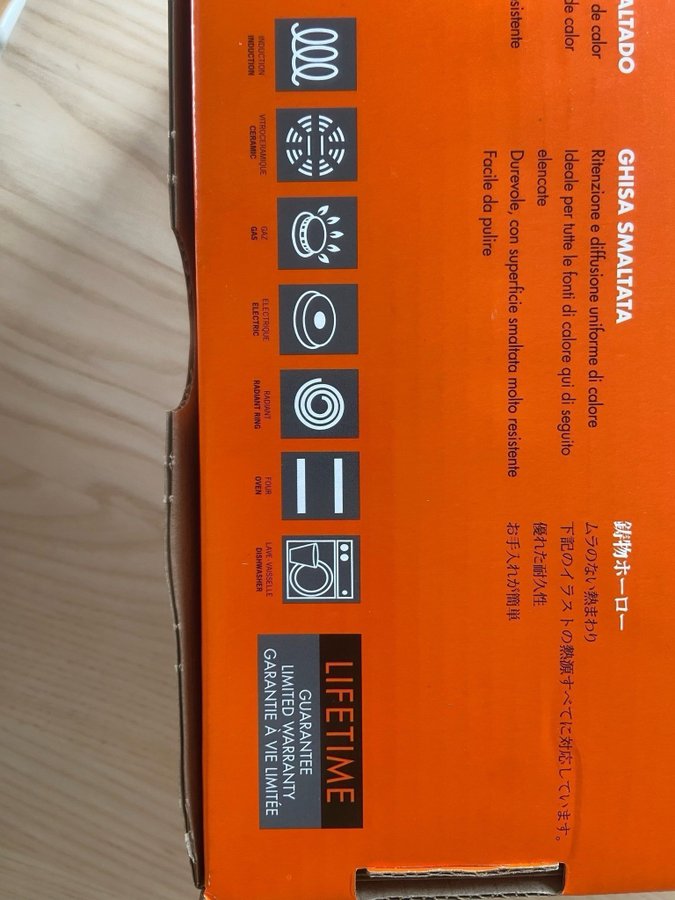 ALTADO
de calor
de calor
sistente
GHISA SMALTATA
Ritenzione e diffusione uniforme di calore
Ideale per tutte le fonti di calore qui di seguito
elencate
Durevole, con superficie smaltata molto resistente
Facile da pulire
鋳物ホーロー
ムラのない熱まわり
下記のイラストの熱源すべてに対応しています。
優れた耐久性
お手入れが簡単
INDUCTION
INDUCTION
VITROCERAMIQUE
CERAMIC
GAZ
GAS
ELECTRIQUE
ELECTRIC
RADIANT
RADIANT RING
FOUR
OVEN
LAVE-VAISSELLE
DISHWASHER
LIFETIME
GUARANTEE
LIMITED WARRANTY
GARANTIE À VIE LIMITÉE